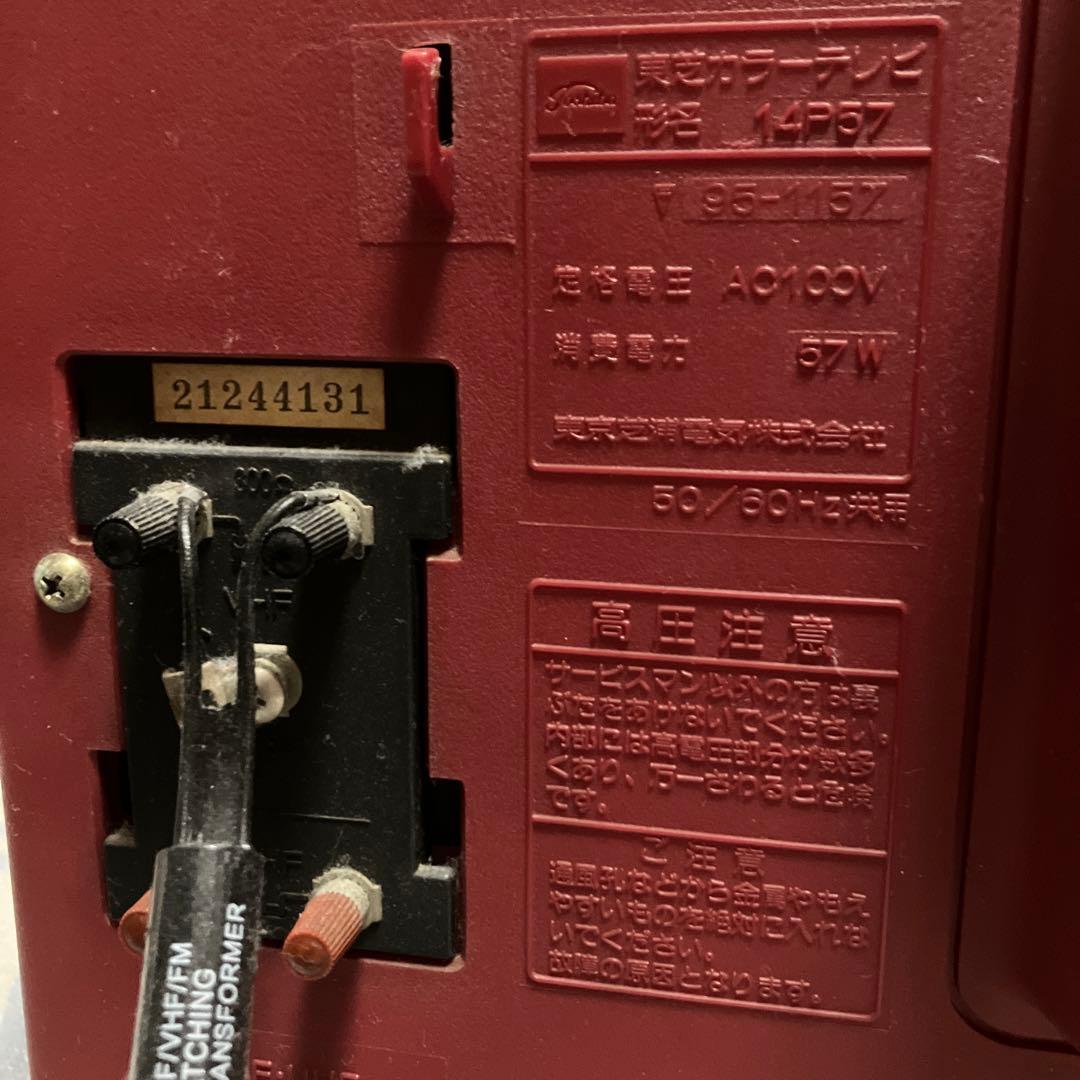 Toshiba
東芝カラーテレビ
形名 14P57
▽ 95-1157
定格電圧 AC100V
消費電力 57W
東京芝浦電気株式会社
50/60Hz共用
21244131
300Ω
VHF
高圧注意
サービスマン以外の方は裏
ぶたをあけないでください。
内部には高電圧部分が数多
くあり、万一さわると危険
です。
ご注意
通風孔などから金属やもえ
やすいものを絶対に入れな
いでください。
故障の原因となります。
F/VHF/FM
TCHING
ANSFORMER